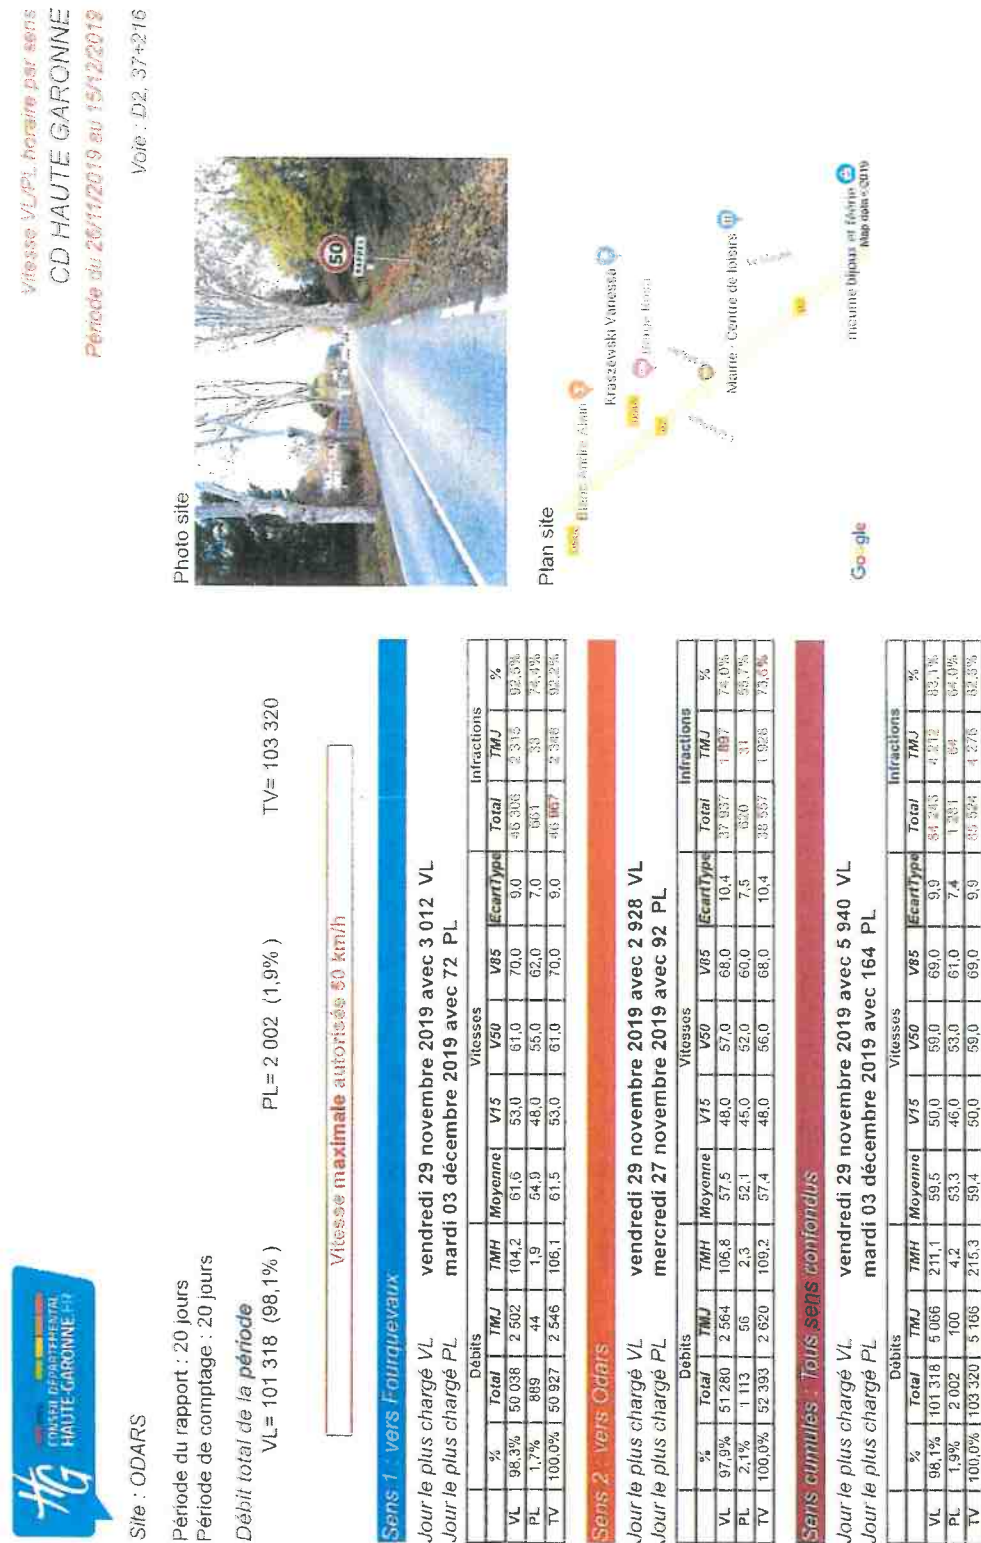 CONSEIL DÉPARTEMENTAL
HAUTE-GARONNE.FR
Vitesse VL/PL horaire par sens
CD HAUTE GARONNE
Période du 26/11/2019 au 15/12/2019
Site : ODARS
Voie : D2, 37+216
Période du rapport : 20 jours
Période de comptage : 20 jours
Débit total de la période
VL= 101 318 (98,1% ) PL= 2 002 (1,9% ) TV= 103 320
Vitesse maximale autorisée 50 km/h
Sens 1 : vers Fourquevaux
Jour le plus chargé VL vendredi 29 novembre 2019 avec 3 012 VL
Jour le plus chargé PL mardi 03 décembre 2019 avec 72 PL
Débits Vitesses Infractions
% Total TMJ TMH Moyenne V15 V50 V85 EcartType Total TMJ %
VL 98,3% 50 038 2 502 104,2 61,6 53,0 61,0 70,0 9,0 46 306 2 315 92,5%
PL 1,7% 889 44 1,9 54,9 48,0 55,0 62,0 7,0 661 33 74,4%
TV 100,0% 50 927 2 546 106,1 61,5 53,0 61,0 70,0 9,0 46 967 2 348 92,2%
Sens 2 : vers Odars
Jour le plus chargé VL vendredi 29 novembre 2019 avec 2 928 VL
Jour le plus chargé PL mercredi 27 novembre 2019 avec 92 PL
Débits Vitesses Infractions
% Total TMJ TMH Moyenne V15 V50 V85 EcartType Total TMJ %
VL 97,9% 51 280 2 564 106,8 57,5 48,0 57,0 68,0 10,4 37 937 1 897 74,0%
PL 2,1% 1 113 56 2,3 52,1 45,0 52,0 60,0 7,5 620 31 55,7%
TV 100,0% 52 393 2 620 109,2 57,4 48,0 56,0 68,0 10,4 38 557 1 928 73,6%
Sens cumulés : Tous sens confondus
Jour le plus chargé VL vendredi 29 novembre 2019 avec 5 940 VL
Jour le plus chargé PL mardi 03 décembre 2019 avec 164 PL
Débits Vitesses Infractions
% Total TMJ TMH Moyenne V15 V50 V85 EcartType Total TMJ %
VL 98,1% 101 318 5 066 211,1 59,5 50,0 59,0 69,0 9,9 84 243 4 212 83,1%
PL 1,9% 2 002 100 4,2 53,3 46,0 53,0 61,0 7,4 1 281 64 64,0%
TV 100,0% 103 320 5 166 215,3 59,4 50,0 59,0 69,0 9,9 85 524 4 276 82,8%
Photo site
50
RAPPEL
Plan site
Blanc Andre Alain
Kraszewski Vanessa
Mairie - Centre de loisirs
meume bijoux et féérie
Google
Map data ©2019